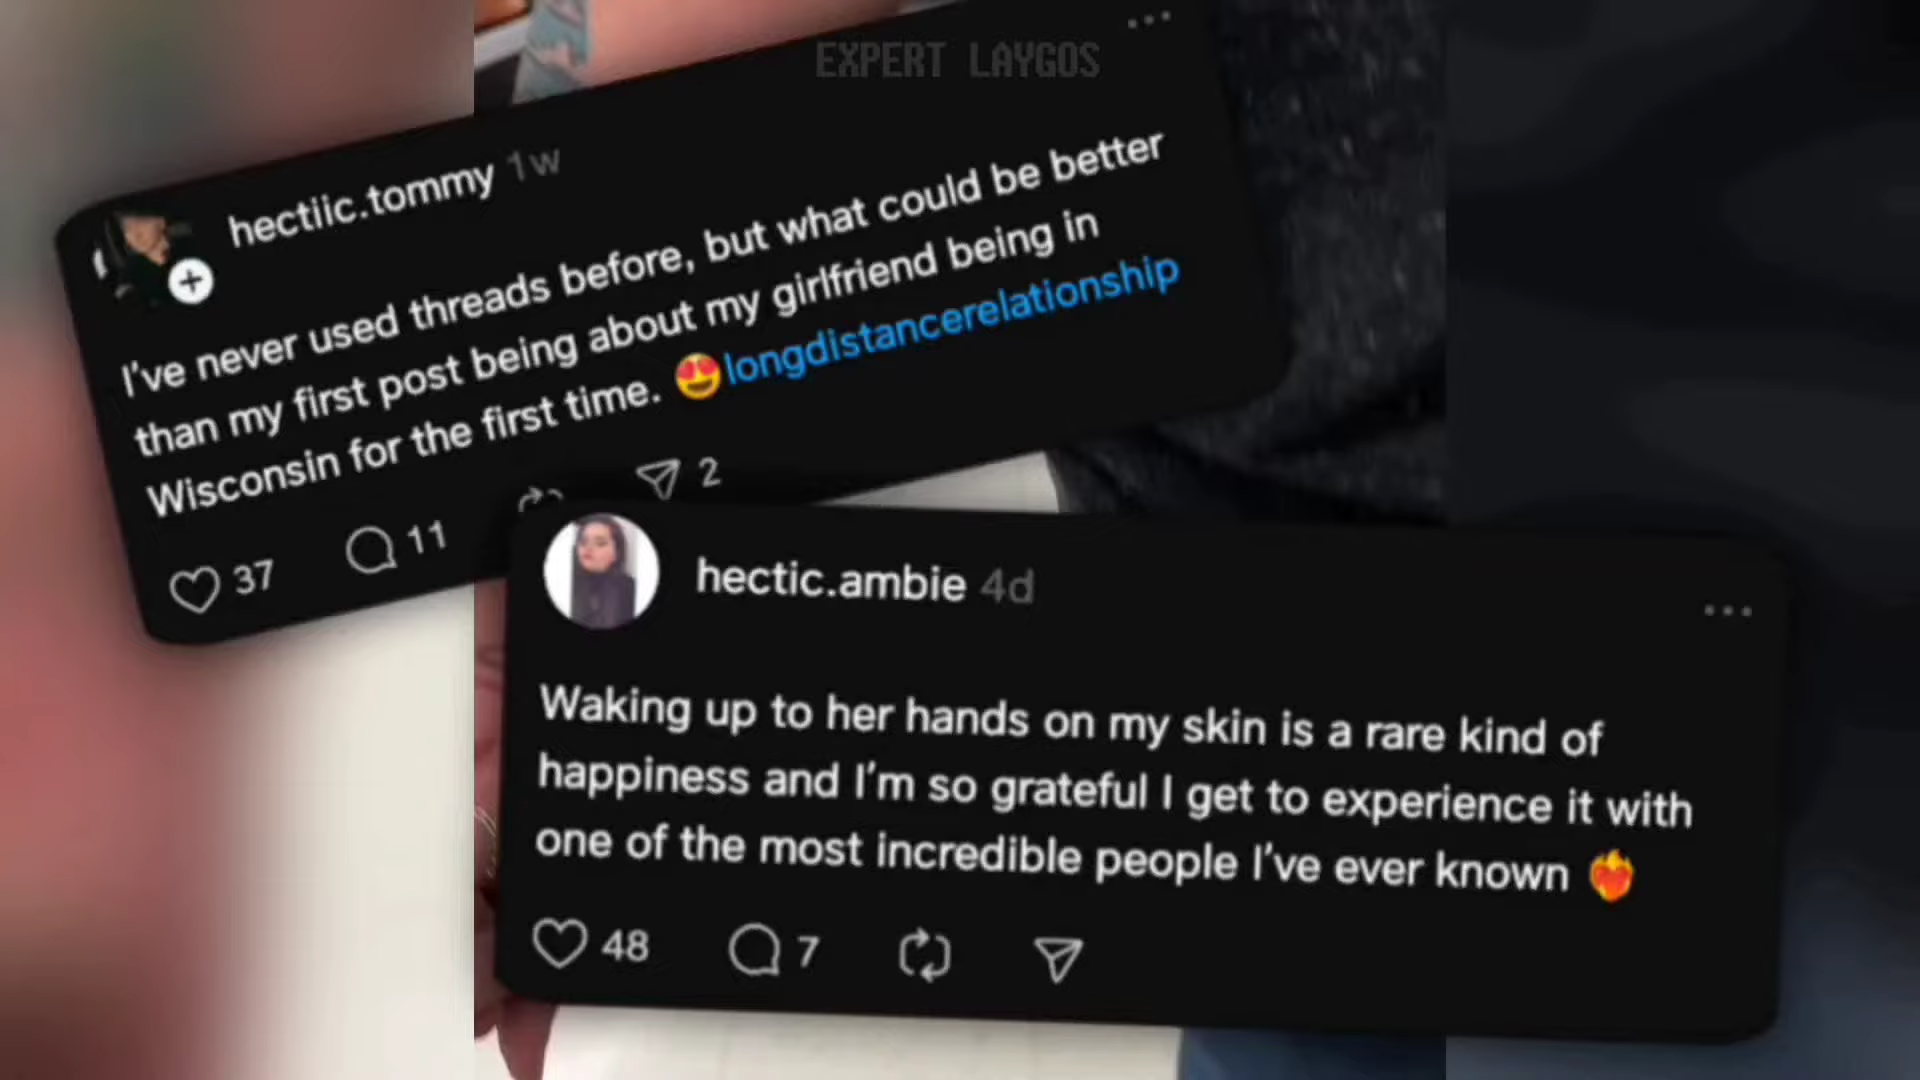 EXPERT LAYGOS
hectiic.tommy 1w
I've never used threads before, but what could be better
than my first post being about my girlfriend being in
Wisconsin for the first time. 😍longdistancerelationship
37 11 2
hectic.ambie 4d
Waking up to her hands on my skin is a rare kind of
happiness and I'm so grateful I get to experience it with
one of the most incredible people I've ever known ❤️‍🔥
48 7